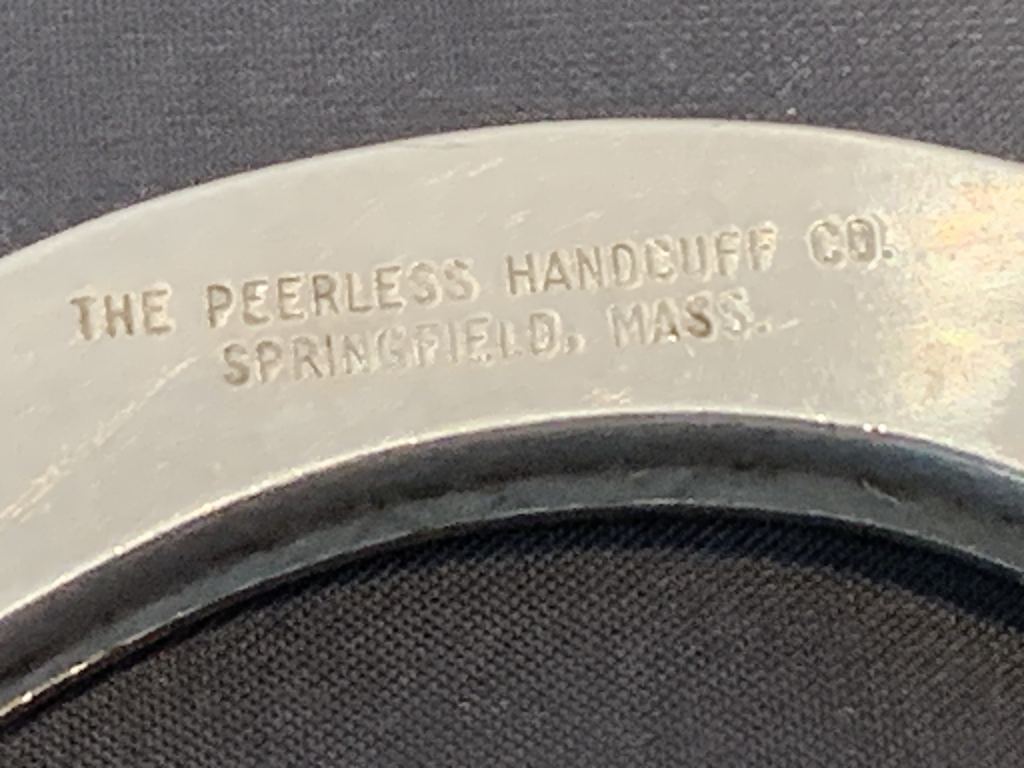 THE PEERLESS HANDCUFF CO.
SPRINGFIELD, MASS.